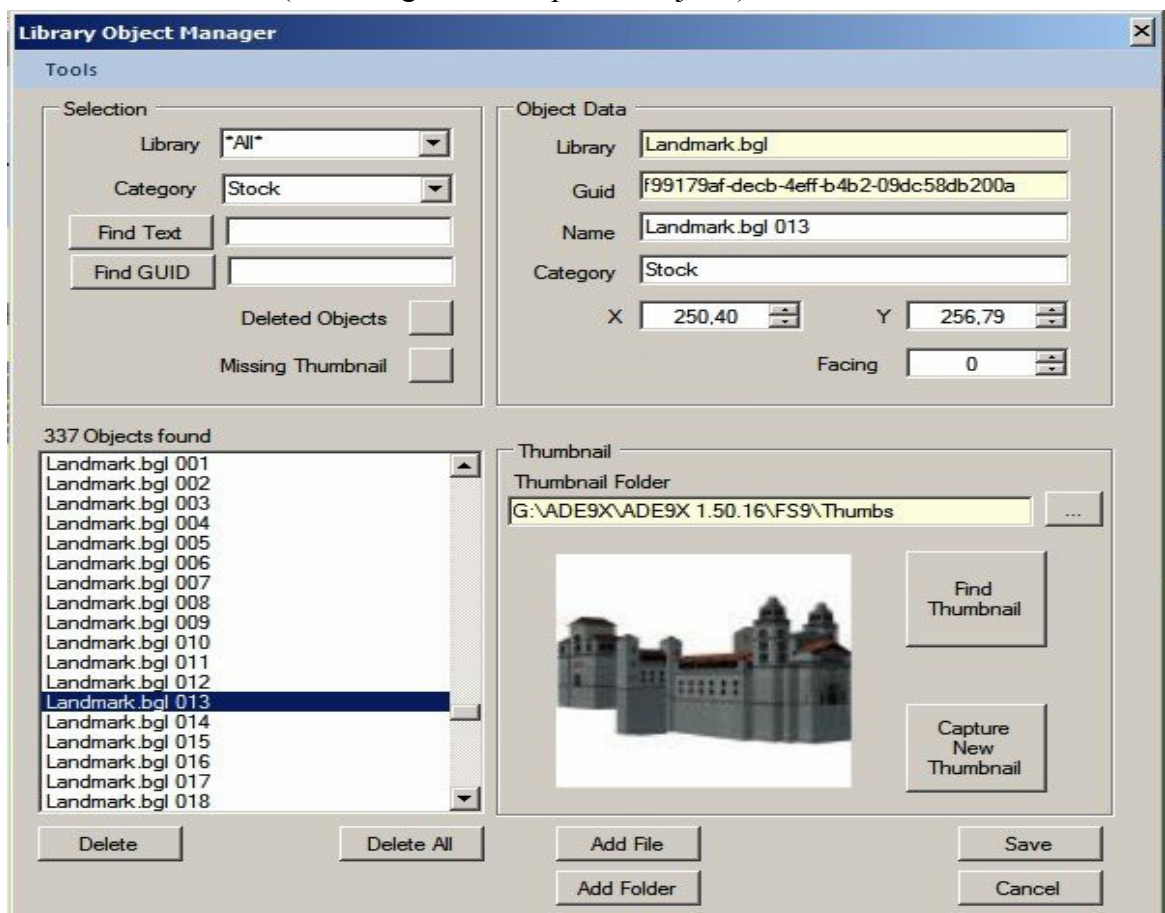 Library Object Manager
Tools
Selection
Library *All*
Category Stock
Find Text
Find GUID
Deleted Objects
Missing Thumbnail
Object Data
Library Landmark.bgl
Guid f99179af-decb-4eff-b4b2-09dc58db200a
Name Landmark.bgl 013
Category Stock
X 250,40 Y 256,79
Facing 0
337 Objects found
Landmark.bgl 001
Landmark.bgl 002
Landmark.bgl 003
Landmark.bgl 004
Landmark.bgl 005
Landmark.bgl 006
Landmark.bgl 007
Landmark.bgl 008
Landmark.bgl 009
Landmark.bgl 010
Landmark.bgl 011
Landmark.bgl 012
Landmark.bgl 013
Landmark.bgl 014
Landmark.bgl 015
Landmark.bgl 016
Landmark.bgl 017
Landmark.bgl 018
Thumbnail
Thumbnail Folder
G:\ADE9X\ADE9X 1.50.16\FS9\Thumbs ...
Find
Thumbnail
Capture
New
Thumbnail
Delete Delete All Add File Save
Add Folder Cancel